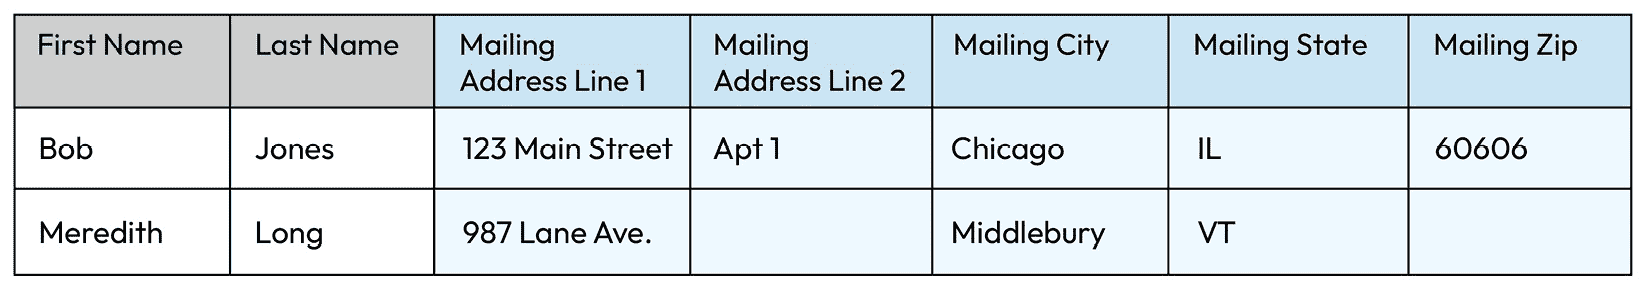 First Name Last Name Mailing Address Line 1 Mailing Address Line 2 Mailing City Mailing State Mailing Zip
Bob Jones 123 Main Street Apt 1 Chicago IL 60606
Meredith Long 987 Lane Ave. Middlebury VT